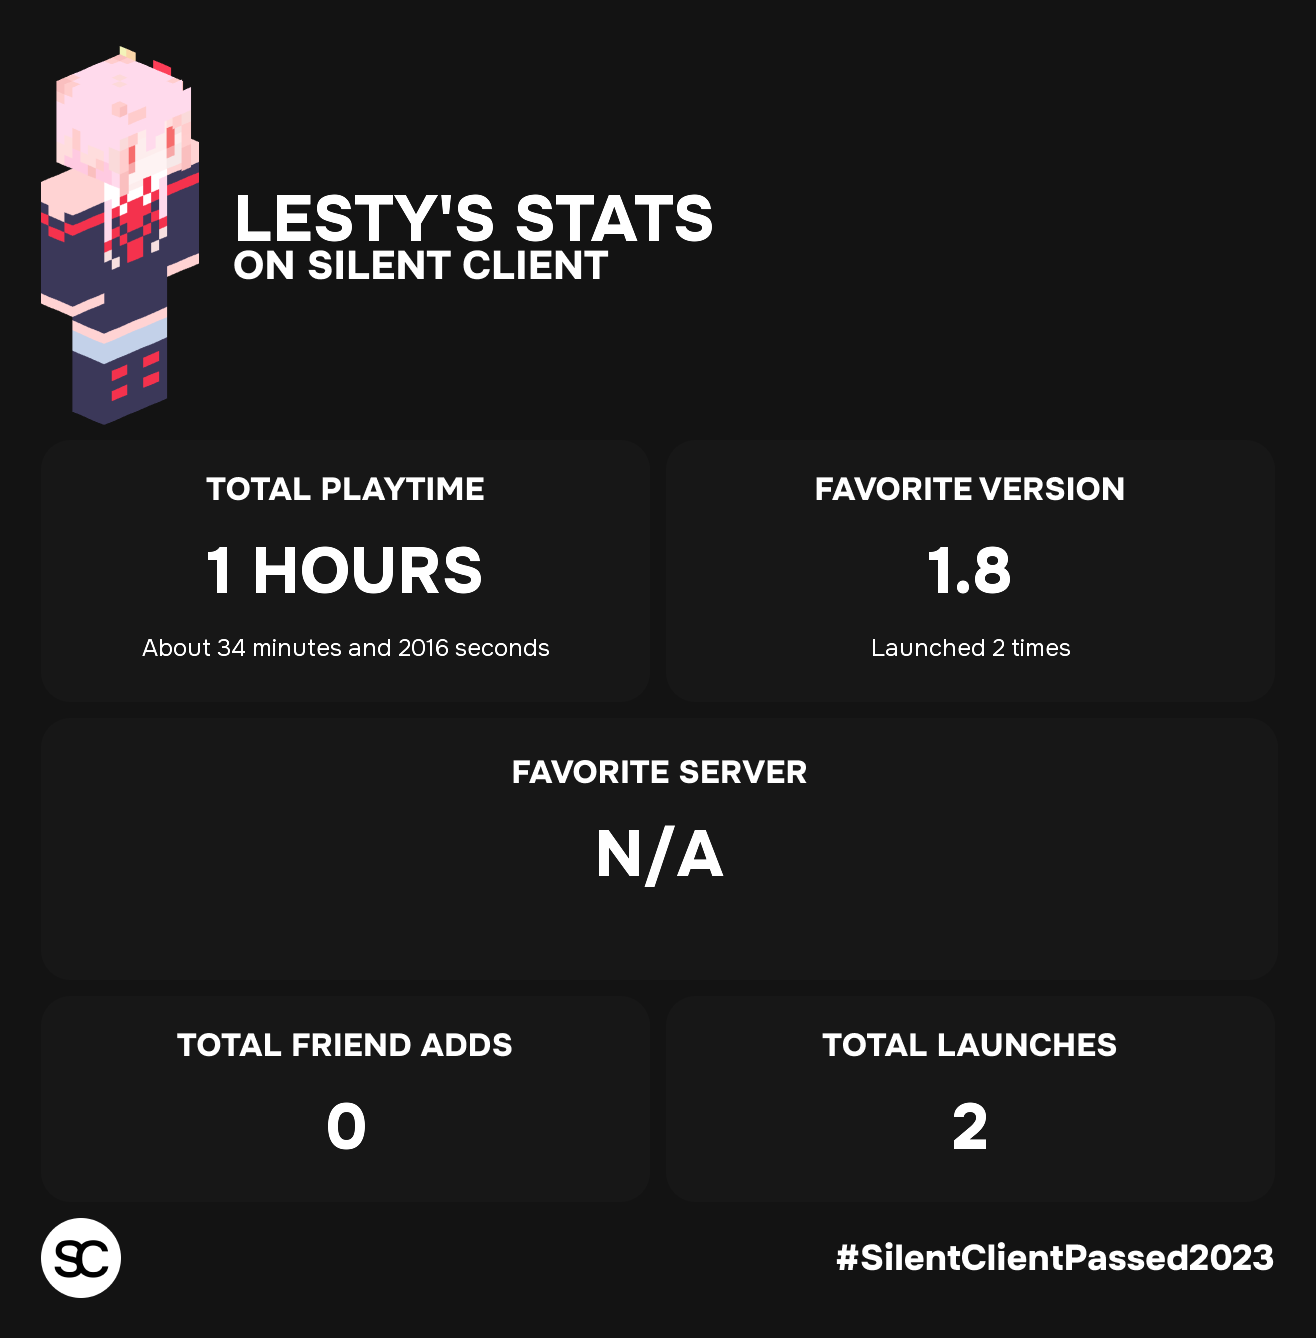 LESTY'S STATS
ON SILENT CLIENT
TOTAL PLAYTIME
1 HOURS
About 34 minutes and 2016 seconds
FAVORITE VERSION
1.8
Launched 2 times
FAVORITE SERVER
N/A
TOTAL FRIEND ADDS
0
TOTAL LAUNCHES
2
SC
#SilentClientPassed2023